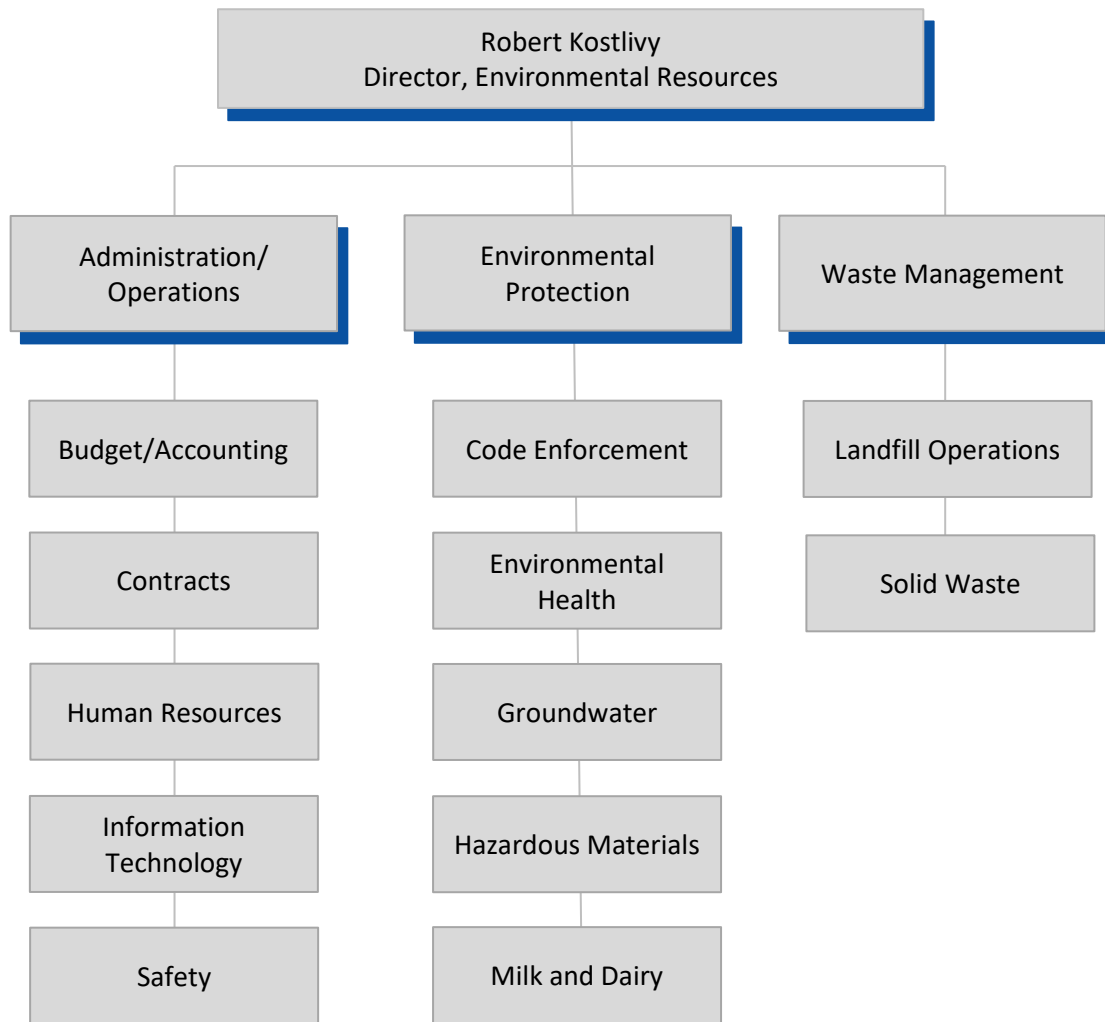 Robert Kostlivy
Director, Environmental Resources
Administration/
Operations
Environmental
Protection
Waste Management
Budget/Accounting
Code Enforcement
Landfill Operations
Contracts
Environmental
Health
Solid Waste
Human Resources
Groundwater
Information
Technology
Hazardous Materials
Safety
Milk and Dairy